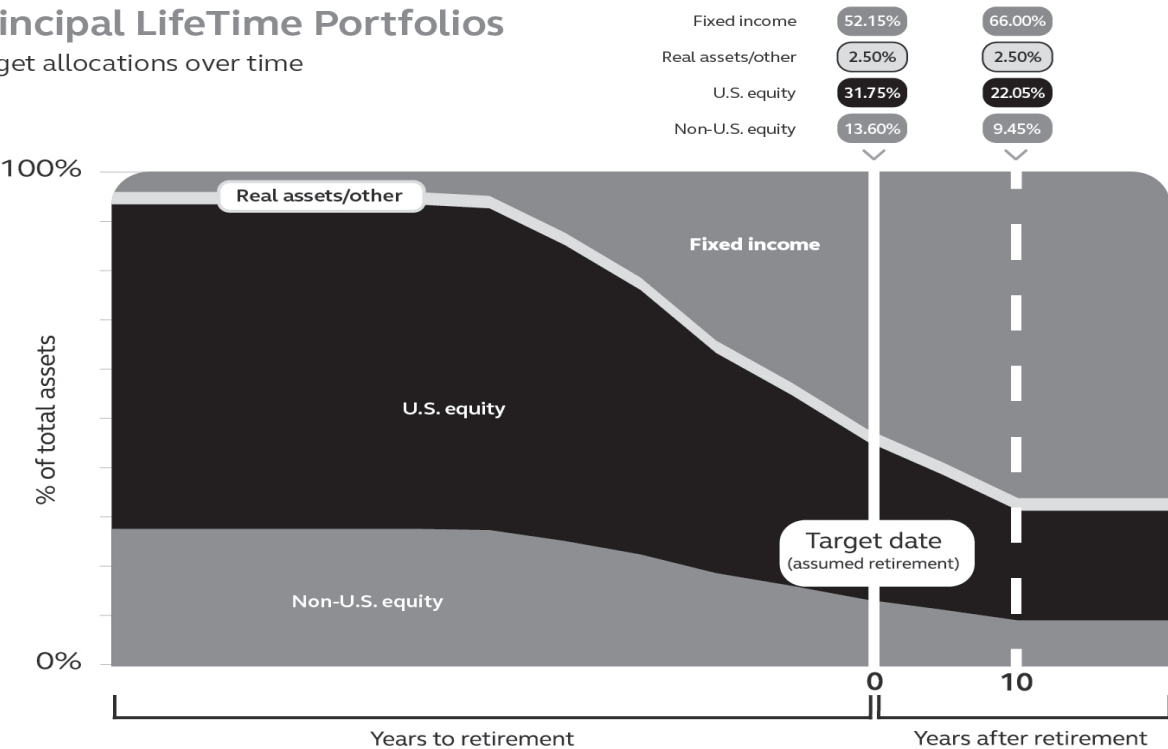 incipal LifeTime Portfolios
get allocations over time
Fixed income 52.15% 66.00%
Real assets/other 2.50% 2.50%
U.S. equity 31.75% 22.05%
Non-U.S. equity 13.60% 9.45%
100%
Real assets/other
Fixed income
% of total assets
U.S. equity
Target date
(assumed retirement)
Non-U.S. equity
0%
0 10
Years to retirement Years after retirement